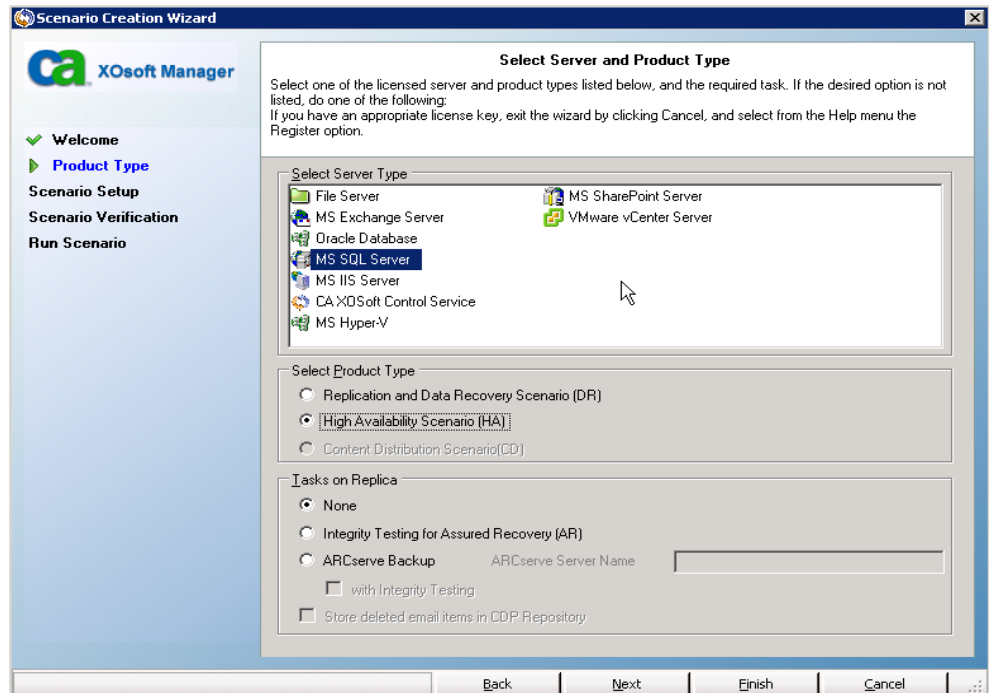 Scenario Creation Wizard
ca XOsoft Manager
Welcome
Product Type
Scenario Setup
Scenario Verification
Run Scenario
Select Server and Product Type
Select one of the licensed server and product types listed below, and the required task. If the desired option is not
listed, do one of the following:
If you have an appropriate license key, exit the wizard by clicking Cancel, and select from the Help menu the
Register option.
Select Server Type
File Server
MS Exchange Server
Oracle Database
MS SQL Server
MS IIS Server
CA XOSoft Control Service
MS Hyper-V
MS SharePoint Server
VMware vCenter Server
Select Product Type
Replication and Data Recovery Scenario (DR)
High Availability Scenario (HA)
Content Distribution Scenario(CD)
Tasks on Replica
None
Integrity Testing for Assured Recovery (AR)
ARCserve Backup ARCserve Server Name
with Integrity Testing
Store deleted email items in CDP Repository
Back Next Finish Cancel